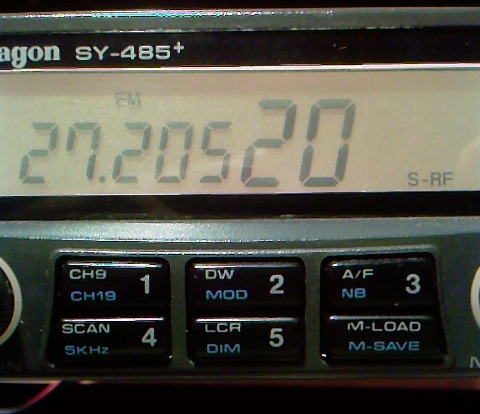 agon SY-485+
FM
27.205 20
S-RF
CH9 1 DW 2 A/F 3
CH19 MOD NB
SCAN 4 LCR 5 M-LOAD
5KHz DIM M-SAVE